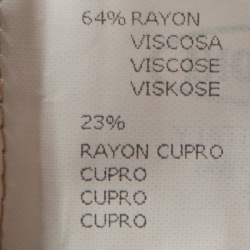 64% RAYON
VISCOSA
VISCOSE
VISKOSE
23%
RAYON CUPRO
CUPRO
CUPRO
CUPRO